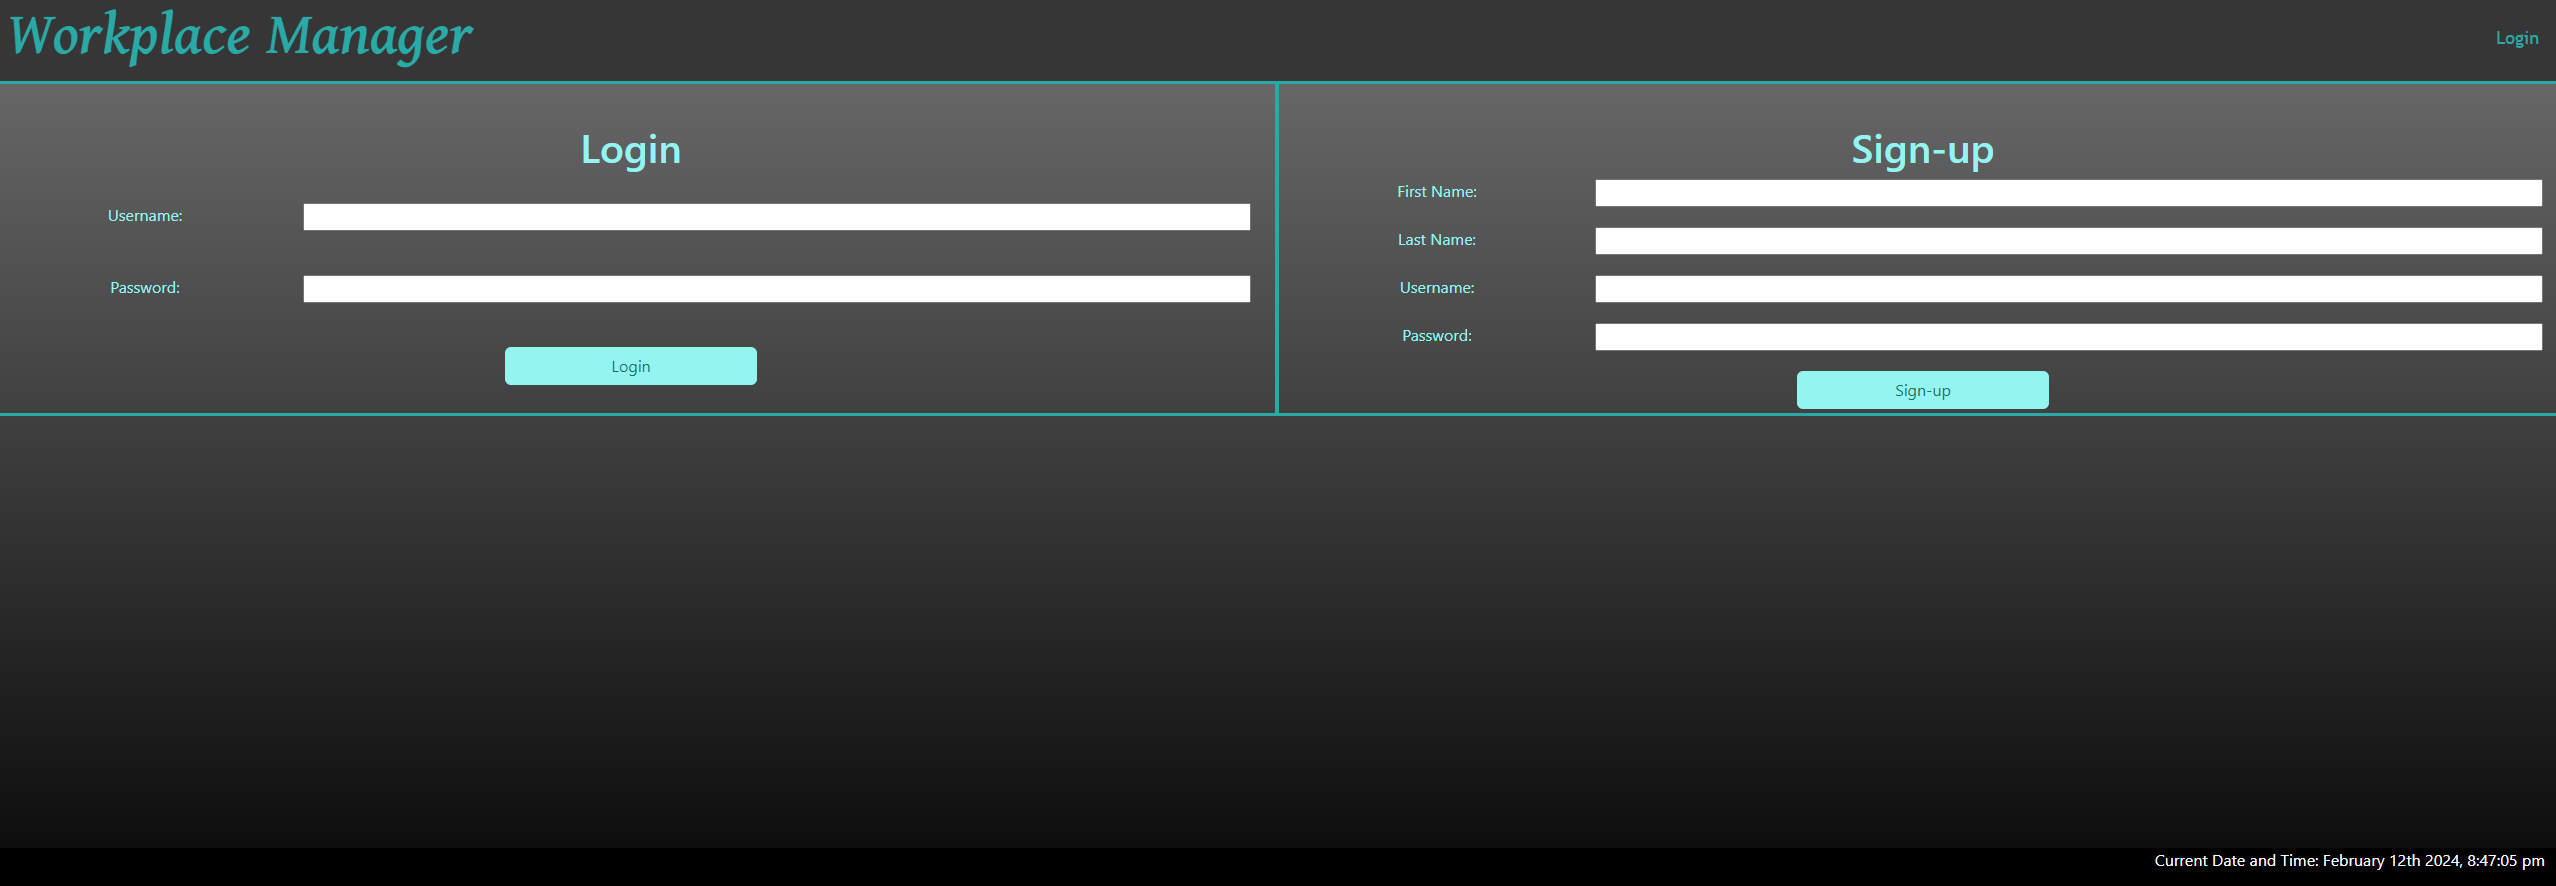 Workplace Manager
Login
Login
Username:
Password:
Login
Sign-up
First Name:
Last Name:
Username:
Password:
Sign-up
Current Date and Time: February 12th 2024, 8:47:05 pm